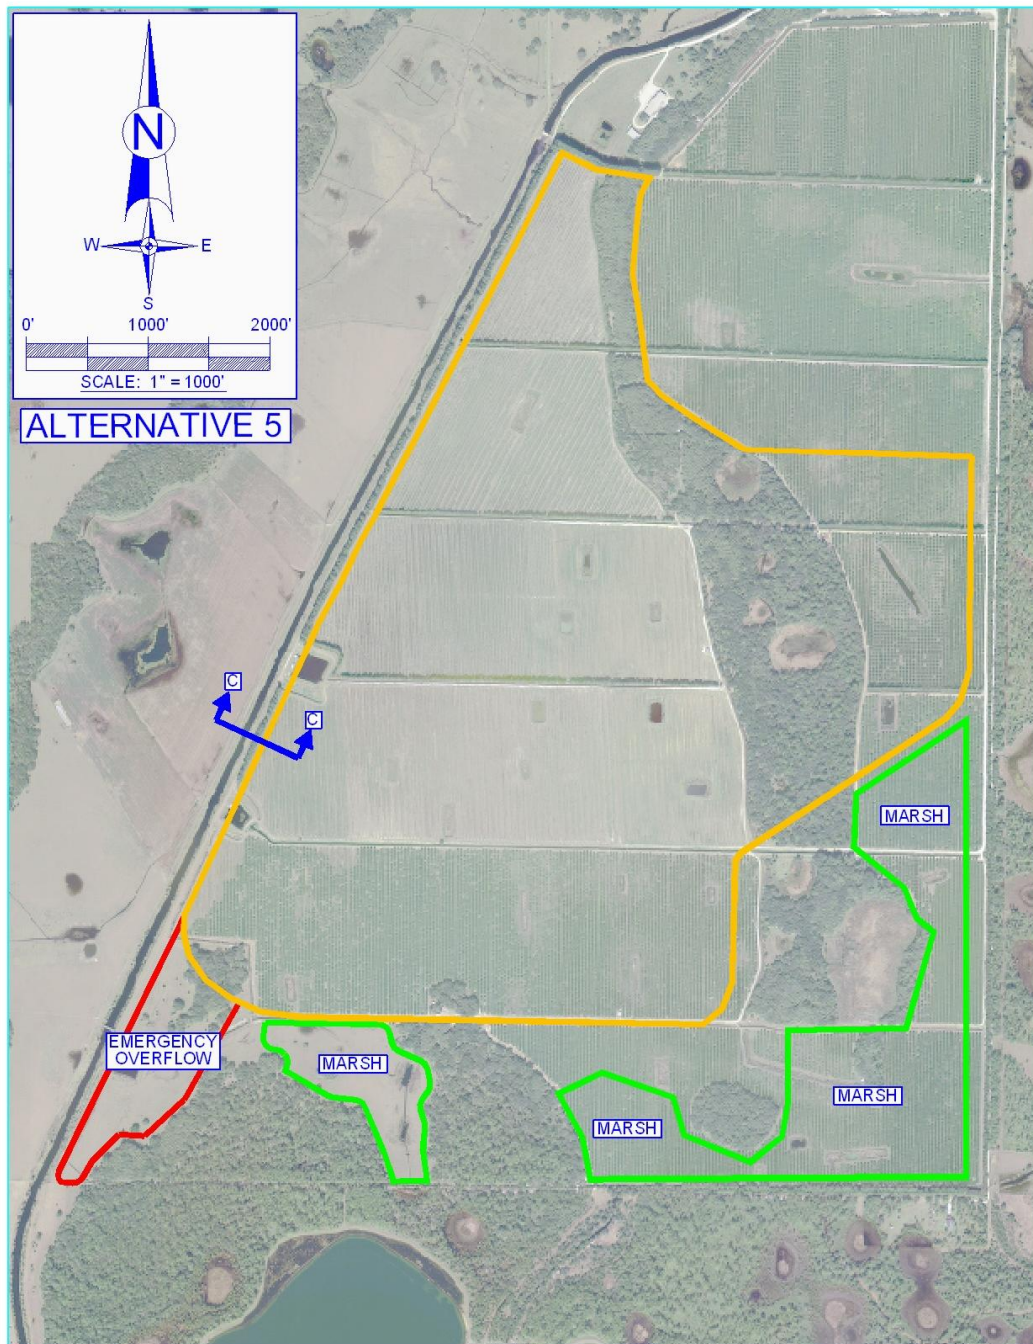 N
W E
S
0' 1000' 2000'
SCALE: 1" = 1000'
ALTERNATIVE 5
C
C
MARSH
EMERGENCY
OVERFLOW
MARSH
MARSH
MARSH